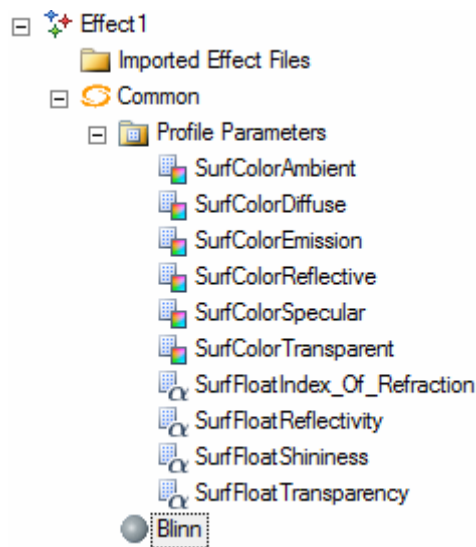 Effect1
Imported Effect Files
Common
Profile Parameters
SurfColorAmbient
SurfColorDiffuse
SurfColorEmission
SurfColorReflective
SurfColorSpecular
SurfColorTransparent
SurfFloatIndex_Of_Refraction
SurfFloatReflectivity
SurfFloatShininess
SurfFloatTransparency
Blinn